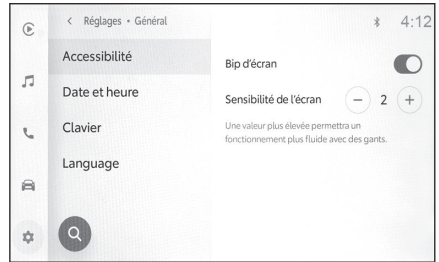 < Réglages • Général
4:12
Accessibilité
Date et heure
Clavier
Language
Bip d'écran
Sensibilité de l'écran
− 2 +
Une valeur plus élevée permettra un
fonctionnement plus fluide avec des gants.